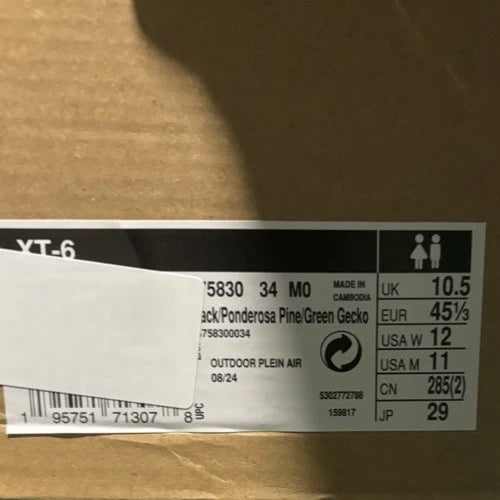 XT-6
5830 34 M0
MADE IN
CAMBODIA
ack/Ponderosa Pine/Green Gecko
5758300034
OUTDOOR PLEIN AIR
08/24
5302772788
159817
1 95751 71307 8
UPC
UK 10.5
EUR 45⅓
USA W 12
USA M 11
CN 285(2)
JP 29